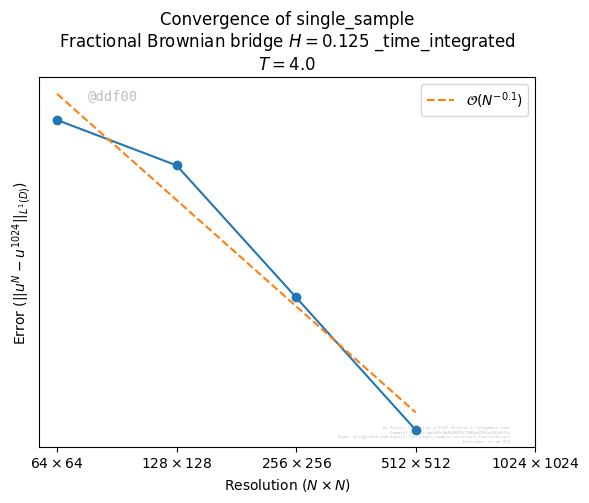 Convergence of single_sample
Fractional Brownian bridge H = 0.125 _time_integrated
T = 4.0
@ddf00
O(N^{-0.1})
Error (||u^N − u^{1024}||_{L^1(D)})
64 × 64
128 × 128
256 × 256
512 × 512
1024 × 1024
Resolution (N × N)